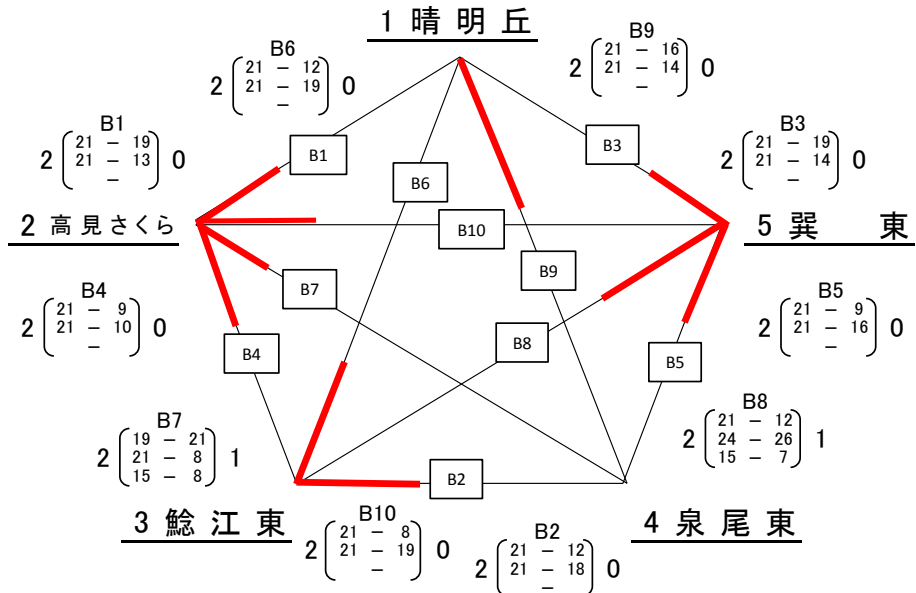 1 晴 明 丘
B6
2 21 － 12 0
21 － 19
－
B9
2 21 － 16 0
21 － 14
－
B1
2 21 － 19 0
21 － 13
－
B3
2 21 － 19 0
21 － 14
－
B1
B3
B6
2 高 見 さくら
B10
5 巽 東
B9
B7
B4
2 21 － 9 0
21 － 10
－
B5
2 21 － 9 0
21 － 16
－
B8
B4
B5
B7
2 19 － 21 1
21 － 8
15 － 8
B8
2 21 － 12 1
24 － 26
15 － 7
B2
3 鯰 江 東
4 泉 尾 東
B10
2 21 － 8 0
21 － 19
－
B2
2 21 － 12 0
21 － 18
－